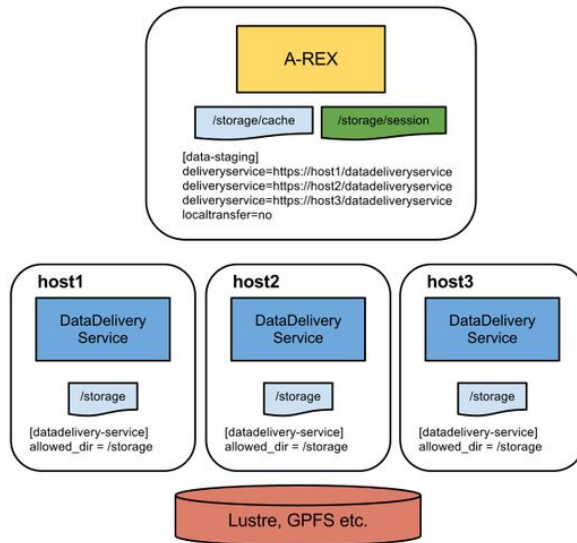 A-REX
/storage/cache
/storage/session
[data-staging]
deliveryservice=https://host1/datadeliveryservice
deliveryservice=https://host2/datadeliveryservice
deliveryservice=https://host3/datadeliveryservice
localtransfer=no
host1
DataDelivery
Service
/storage
[datadelivery-service]
allowed_dir = /storage
host2
DataDelivery
Service
/storage
[datadelivery-service]
allowed_dir = /storage
host3
DataDelivery
Service
/storage
[datadelivery-service]
allowed_dir = /storage
Lustre, GPFS etc.